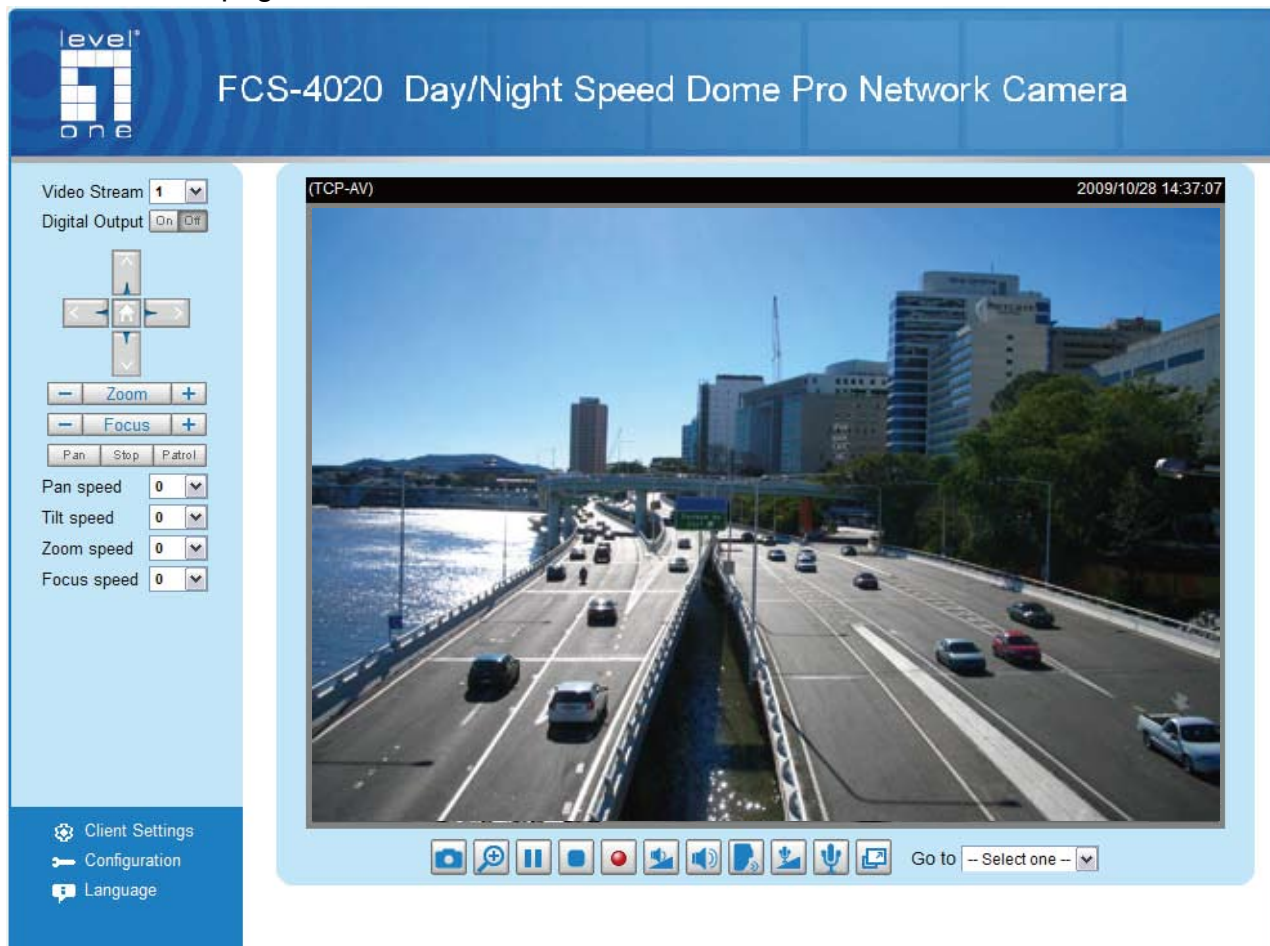 level
one
FCS-4020 Day/Night Speed Dome Pro Network Camera
Video Stream 1
Digital Output On Off
Zoom
Focus
Pan Stop Patrol
Pan speed 0
Tilt speed 0
Zoom speed 0
Focus speed 0
Client Settings
Configuration
Language
(TCP-AV) 2009/10/28 14:37:07
Go to -- Select one --